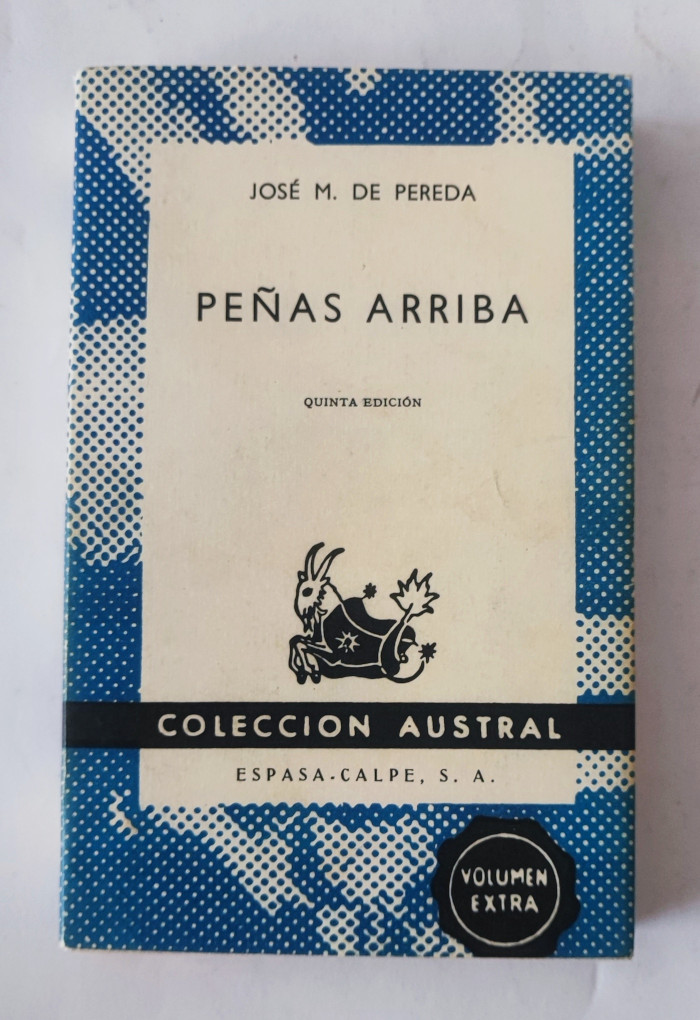 JOSÉ M. DE PEREDA
PEÑAS ARRIBA
QUINTA EDICIÓN
COLECCION AUSTRAL
ESPASA-CALPE, S. A.
VOLUMEN
EXTRA